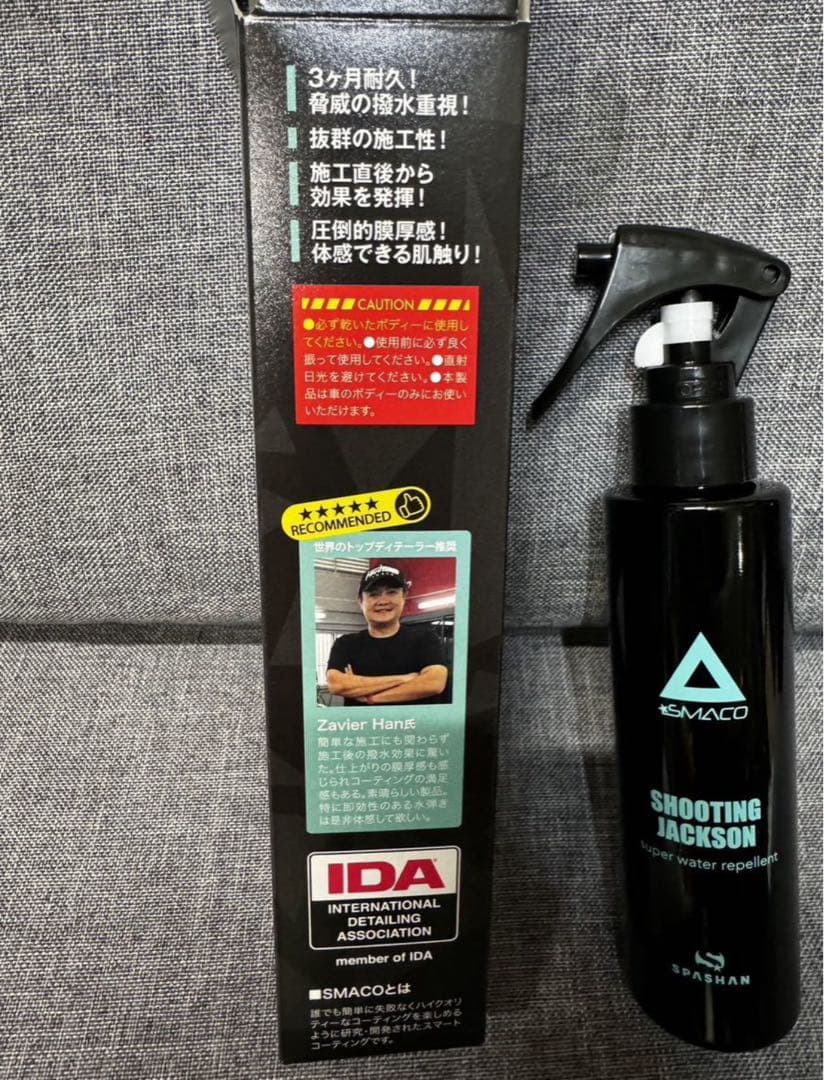 3ヶ月耐久！
脅威の撥水重視！
抜群の施工性！
施工直後から
効果を発揮！
圧倒的膜厚感！
体感できる肌触り！
CAUTION
●必ず乾いたボディーに使用し
てください。●使用前に必ず良く
振って使用してください。●直射
日光を避けてください。●本製
品は車のボディーのみにお使い
いただけます。
★★★★★
RECOMMENDED
世界のトップディテーラー推奨
Zavier Han氏
簡単な施工にも関わらず
施工後の撥水効果に驚い
た。仕上がりの膜厚感も感
じられコーティングの満足
感もある。素晴らしい製品。
特に即効性のある水弾き
は是非体感して欲しい。
IDA
INTERNATIONAL
DETAILING
ASSOCIATION
member of IDA
■SMACOとは
誰でも簡単に失敗なくハイクオリ
ティーなコーティングを楽しめる
ように研究・開発されたスマート
コーティングです。
SMACO
SHOOTING
JACKSON
super water repellent
SPASHAN